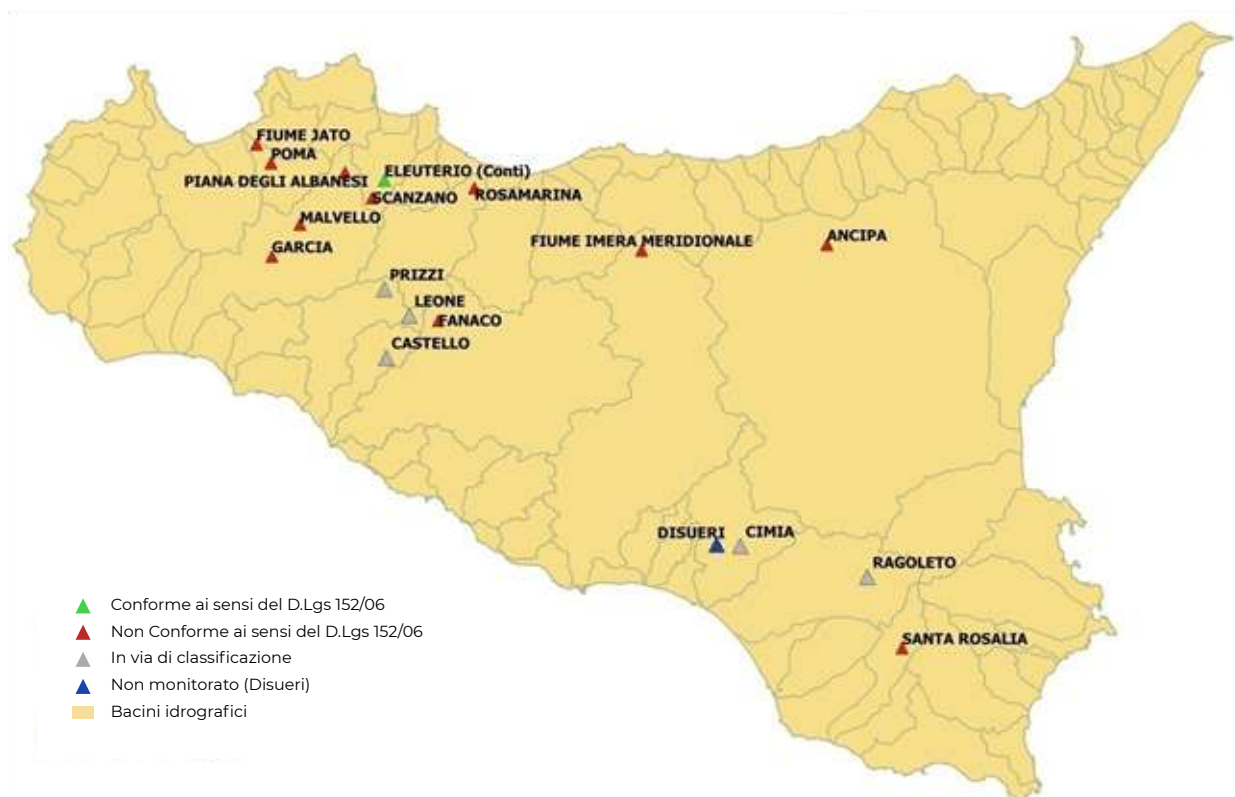 FIUME JATO
POMA
PIANA DEGLI ALBANESI
ELEUTERIO (Conti)
SCANZANO
ROSAMARINA
MALVELLO
GARCIA
FIUME IMERA MERIDIONALE
ANCIPA
PRIZZI
LEONE
FANACO
CASTELLO
DISUERI
CIMIA
RAGOLETO
SANTA ROSALIA
Conforme ai sensi del D.Lgs 152/06
Non Conforme ai sensi del D.Lgs 152/06
In via di classificazione
Non monitorato (Disueri)
Bacini idrografici